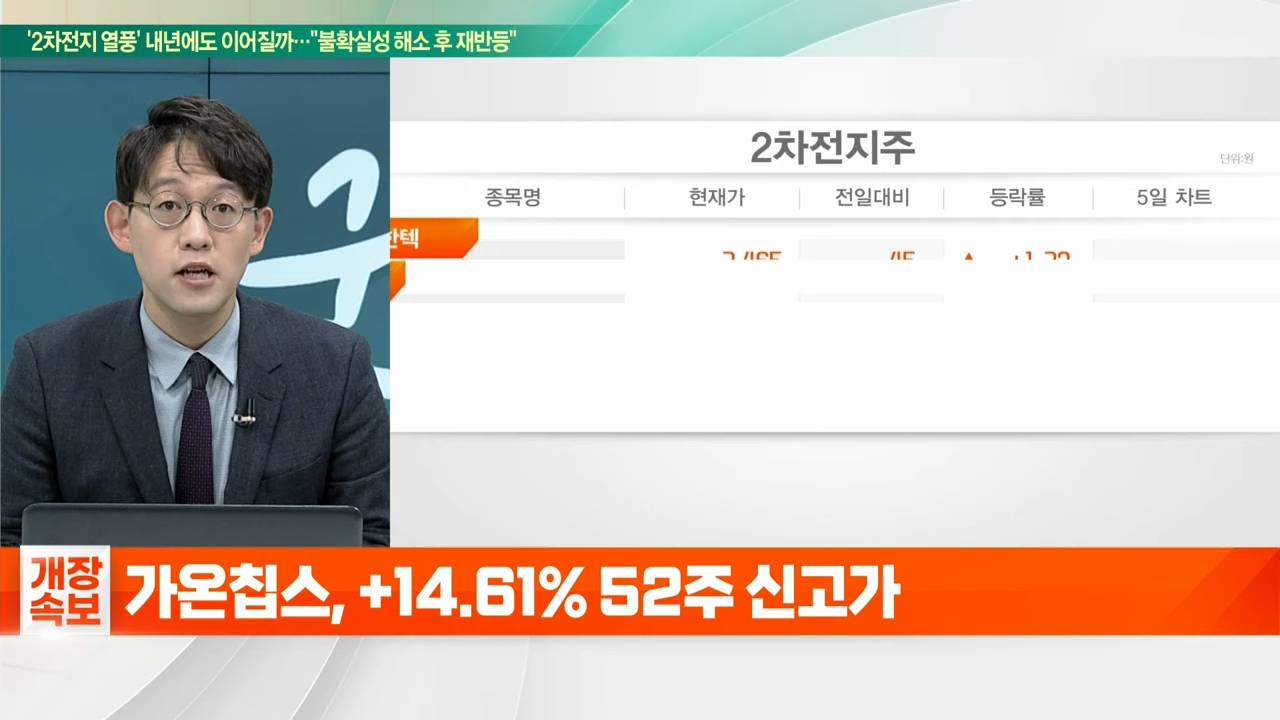 '2차전지 열풍' 내년에도 이어질까…"불확실성 해소 후 재반등"
2차전지주
단위:원
종목명 현재가 전일대비 등락률 5일 차트
개장
속보
가온칩스, +14.61% 52주 신고가